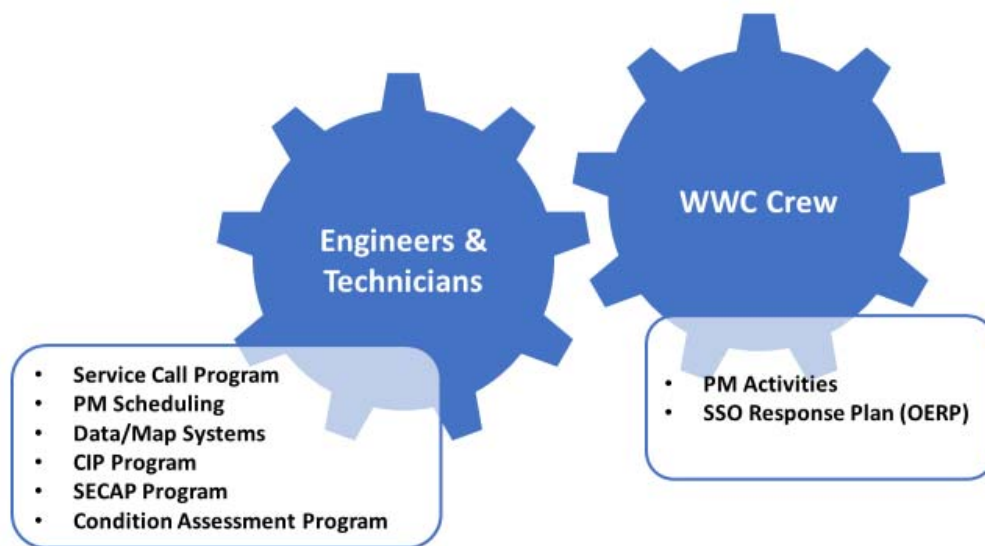 Engineers &
Technicians
WWC Crew
• Service Call Program
• PM Scheduling
• Data/Map Systems
• CIP Program
• SECAP Program
• Condition Assessment Program
• PM Activities
• SSO Response Plan (OERP)